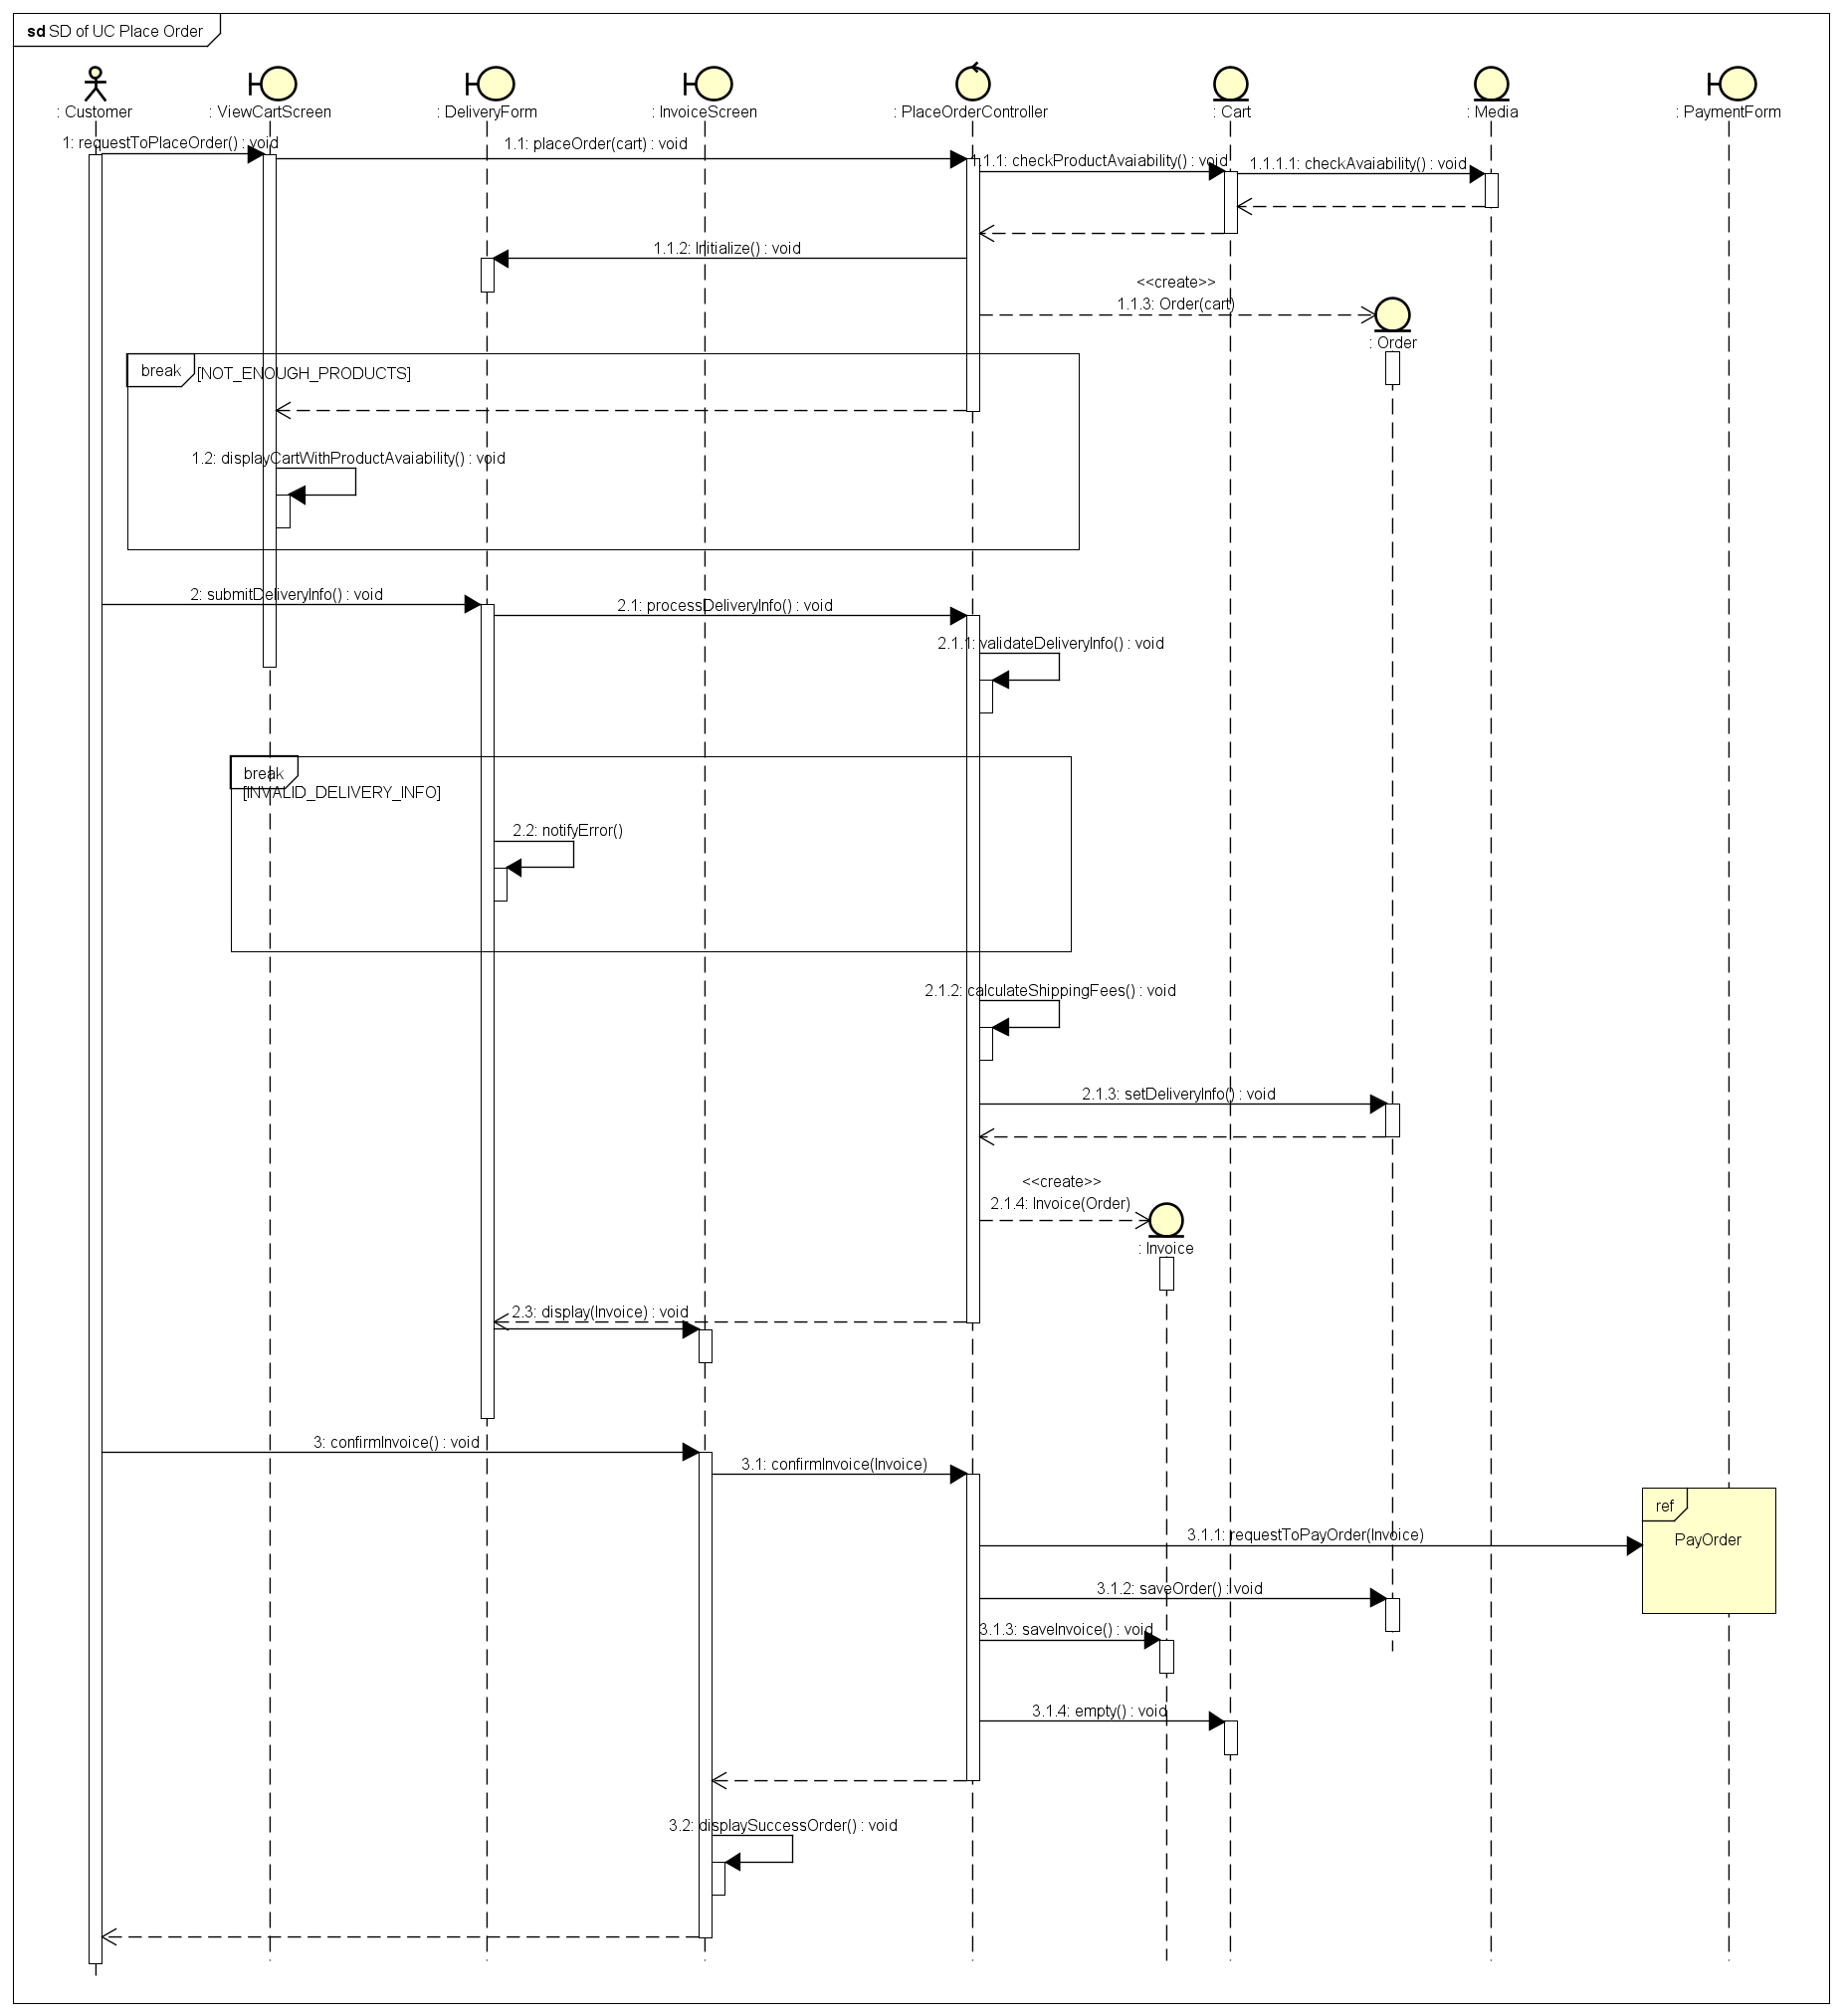 sd SD of UC Place Order
: Customer
: ViewCartScreen
: DeliveryForm
: InvoiceScreen
: PlaceOrderController
: Cart
: Media
: PaymentForm
1: requestToPlaceOrder() : void
1.1: placeOrder(cart) : void
1.1.1: checkProductAvaiability() : void
1.1.1.1: checkAvaiability() : void
1.1.2: Initialize() : void
<<create>>
1.1.3: Order(cart)
: Order
break
[NOT_ENOUGH_PRODUCTS]
1.2: displayCartWithProductAvaiability() : void
2: submitDeliveryInfo() : void
2.1: processDeliveryInfo() : void
2.1.1: validateDeliveryInfo() : void
break
[INVALID_DELIVERY_INFO]
2.2: notifyError()
2.1.2: calculateShippingFees() : void
2.1.3: setDeliveryInfo() : void
<<create>>
2.1.4: Invoice(Order)
: Invoice
2.3: display(Invoice) : void
3: confirmInvoice() : void
3.1: confirmInvoice(Invoice)
ref
PayOrder
3.1.1: requestToPayOrder(Invoice)
3.1.2: saveOrder() : void
3.1.3: saveInvoice() : void
3.1.4: empty() : void
3.2: displaySuccessOrder() : void